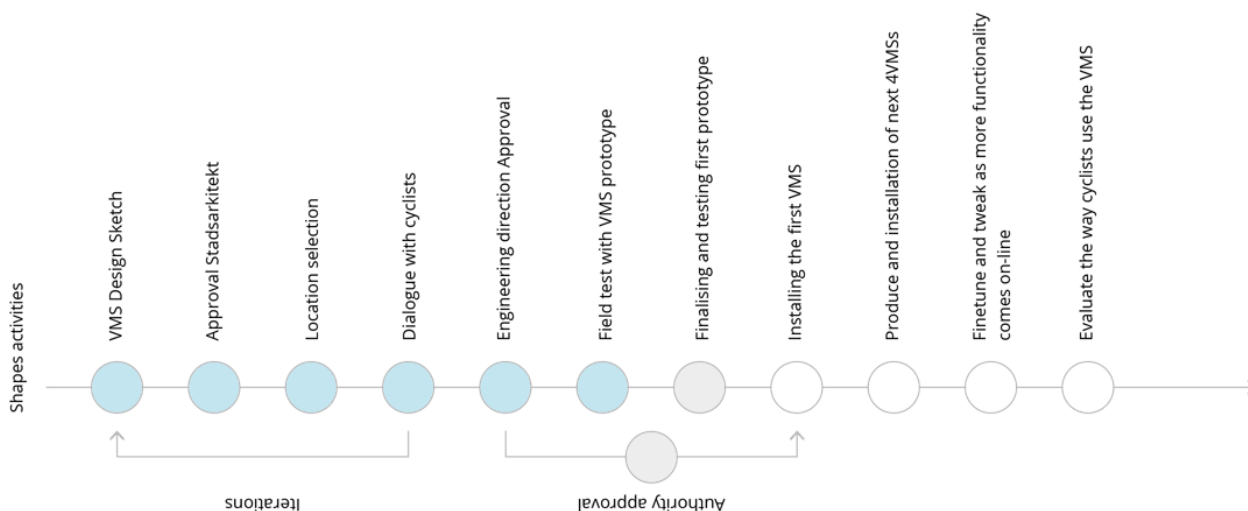 Shapes activities
VMS Design Sketch
Approval Stadsarkitekt
Location selection
Dialogue with cyclists
Engineering direction Approval
Field test with VMS prototype
Finalising and testing first prototype
Installing the first VMS
Produce and installation of next 4VMSs
Finetune and tweak as more functionality
comes on-line
Evaluate the way cyclists use the VMS
Iterations
Authority approval